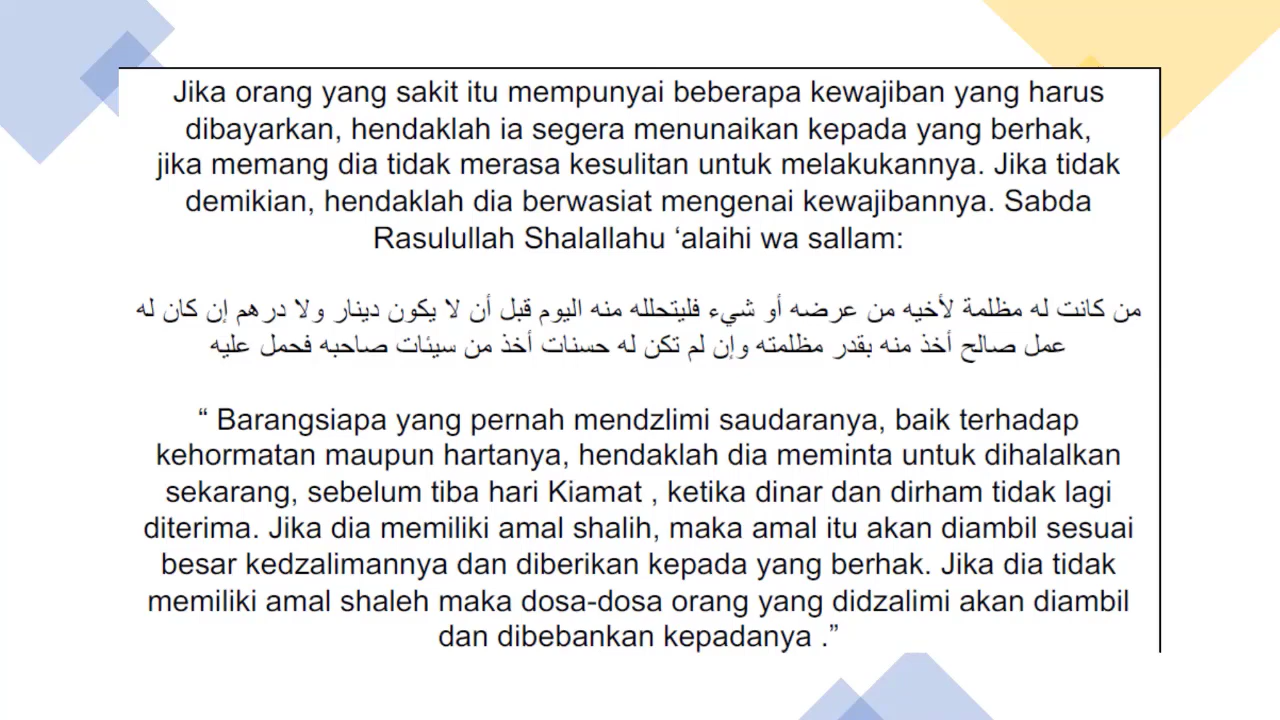 Jika orang yang sakit itu mempunyai beberapa kewajiban yang harus
dibayarkan, hendaklah ia segera menunaikan kepada yang berhak,
jika memang dia tidak merasa kesulitan untuk melakukannya. Jika tidak
demikian, hendaklah dia berwasiat mengenai kewajibannya. Sabda
Rasulullah Shalallahu ‘alaihi wa sallam:
من كانت له مظلمة لأخيه من عرضه أو شيء فليتحلله منه اليوم قبل أن لا يكون دينار ولا درهم إن كان له
عمل صالح أخذ منه بقدر مظلمته وإن لم تكن له حسنات أخذ من سيئات صاحبه فحمل عليه
“ Barangsiapa yang pernah mendzlimi saudaranya, baik terhadap
kehormatan maupun hartanya, hendaklah dia meminta untuk dihalalkan
sekarang, sebelum tiba hari Kiamat , ketika dinar dan dirham tidak lagi
diterima. Jika dia memiliki amal shalih, maka amal itu akan diambil sesuai
besar kedzalimannya dan diberikan kepada yang berhak. Jika dia tidak
memiliki amal shaleh maka dosa-dosa orang yang didzalimi akan diambil
dan dibebankan kepadanya .”